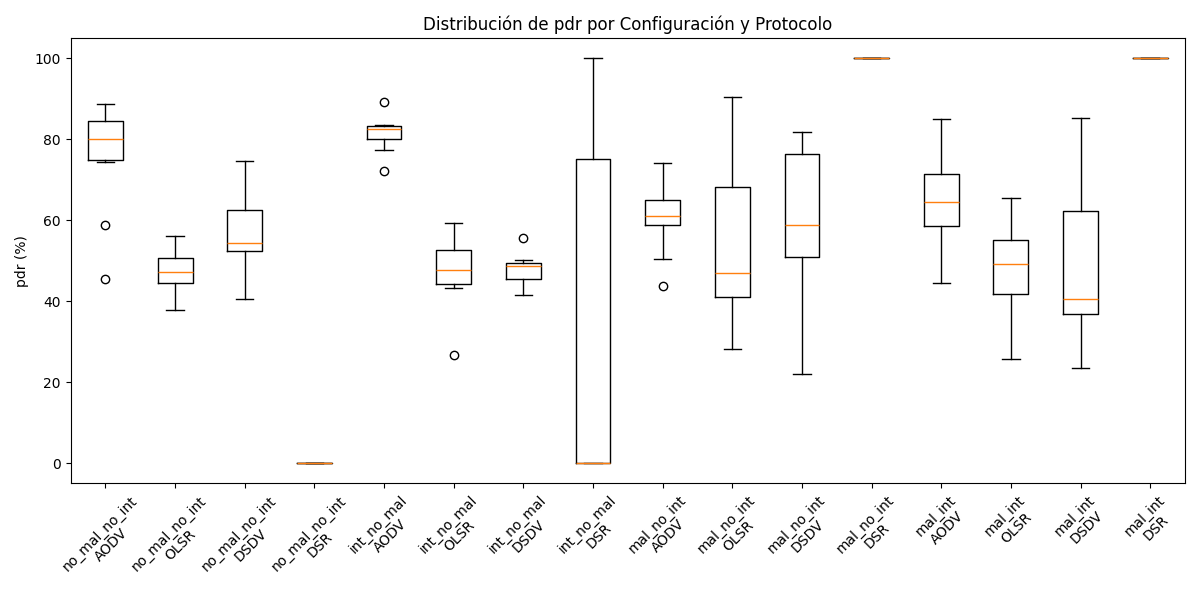 Distribución de pdr por Configuración y Protocolo
pdr (%)
100
80
60
40
20
0
no_mal_no_int
AODV
no_mal_no_int
OLSR
no_mal_no_int
DSDV
no_mal_no_int
DSR
int_no_mal
AODV
int_no_mal
OLSR
int_no_mal
DSDV
int_no_mal
DSR
mal_no_int
AODV
mal_no_int
OLSR
mal_no_int
DSDV
mal_no_int
DSR
mal_int
AODV
mal_int
OLSR
mal_int
DSDV
mal_int
DSR